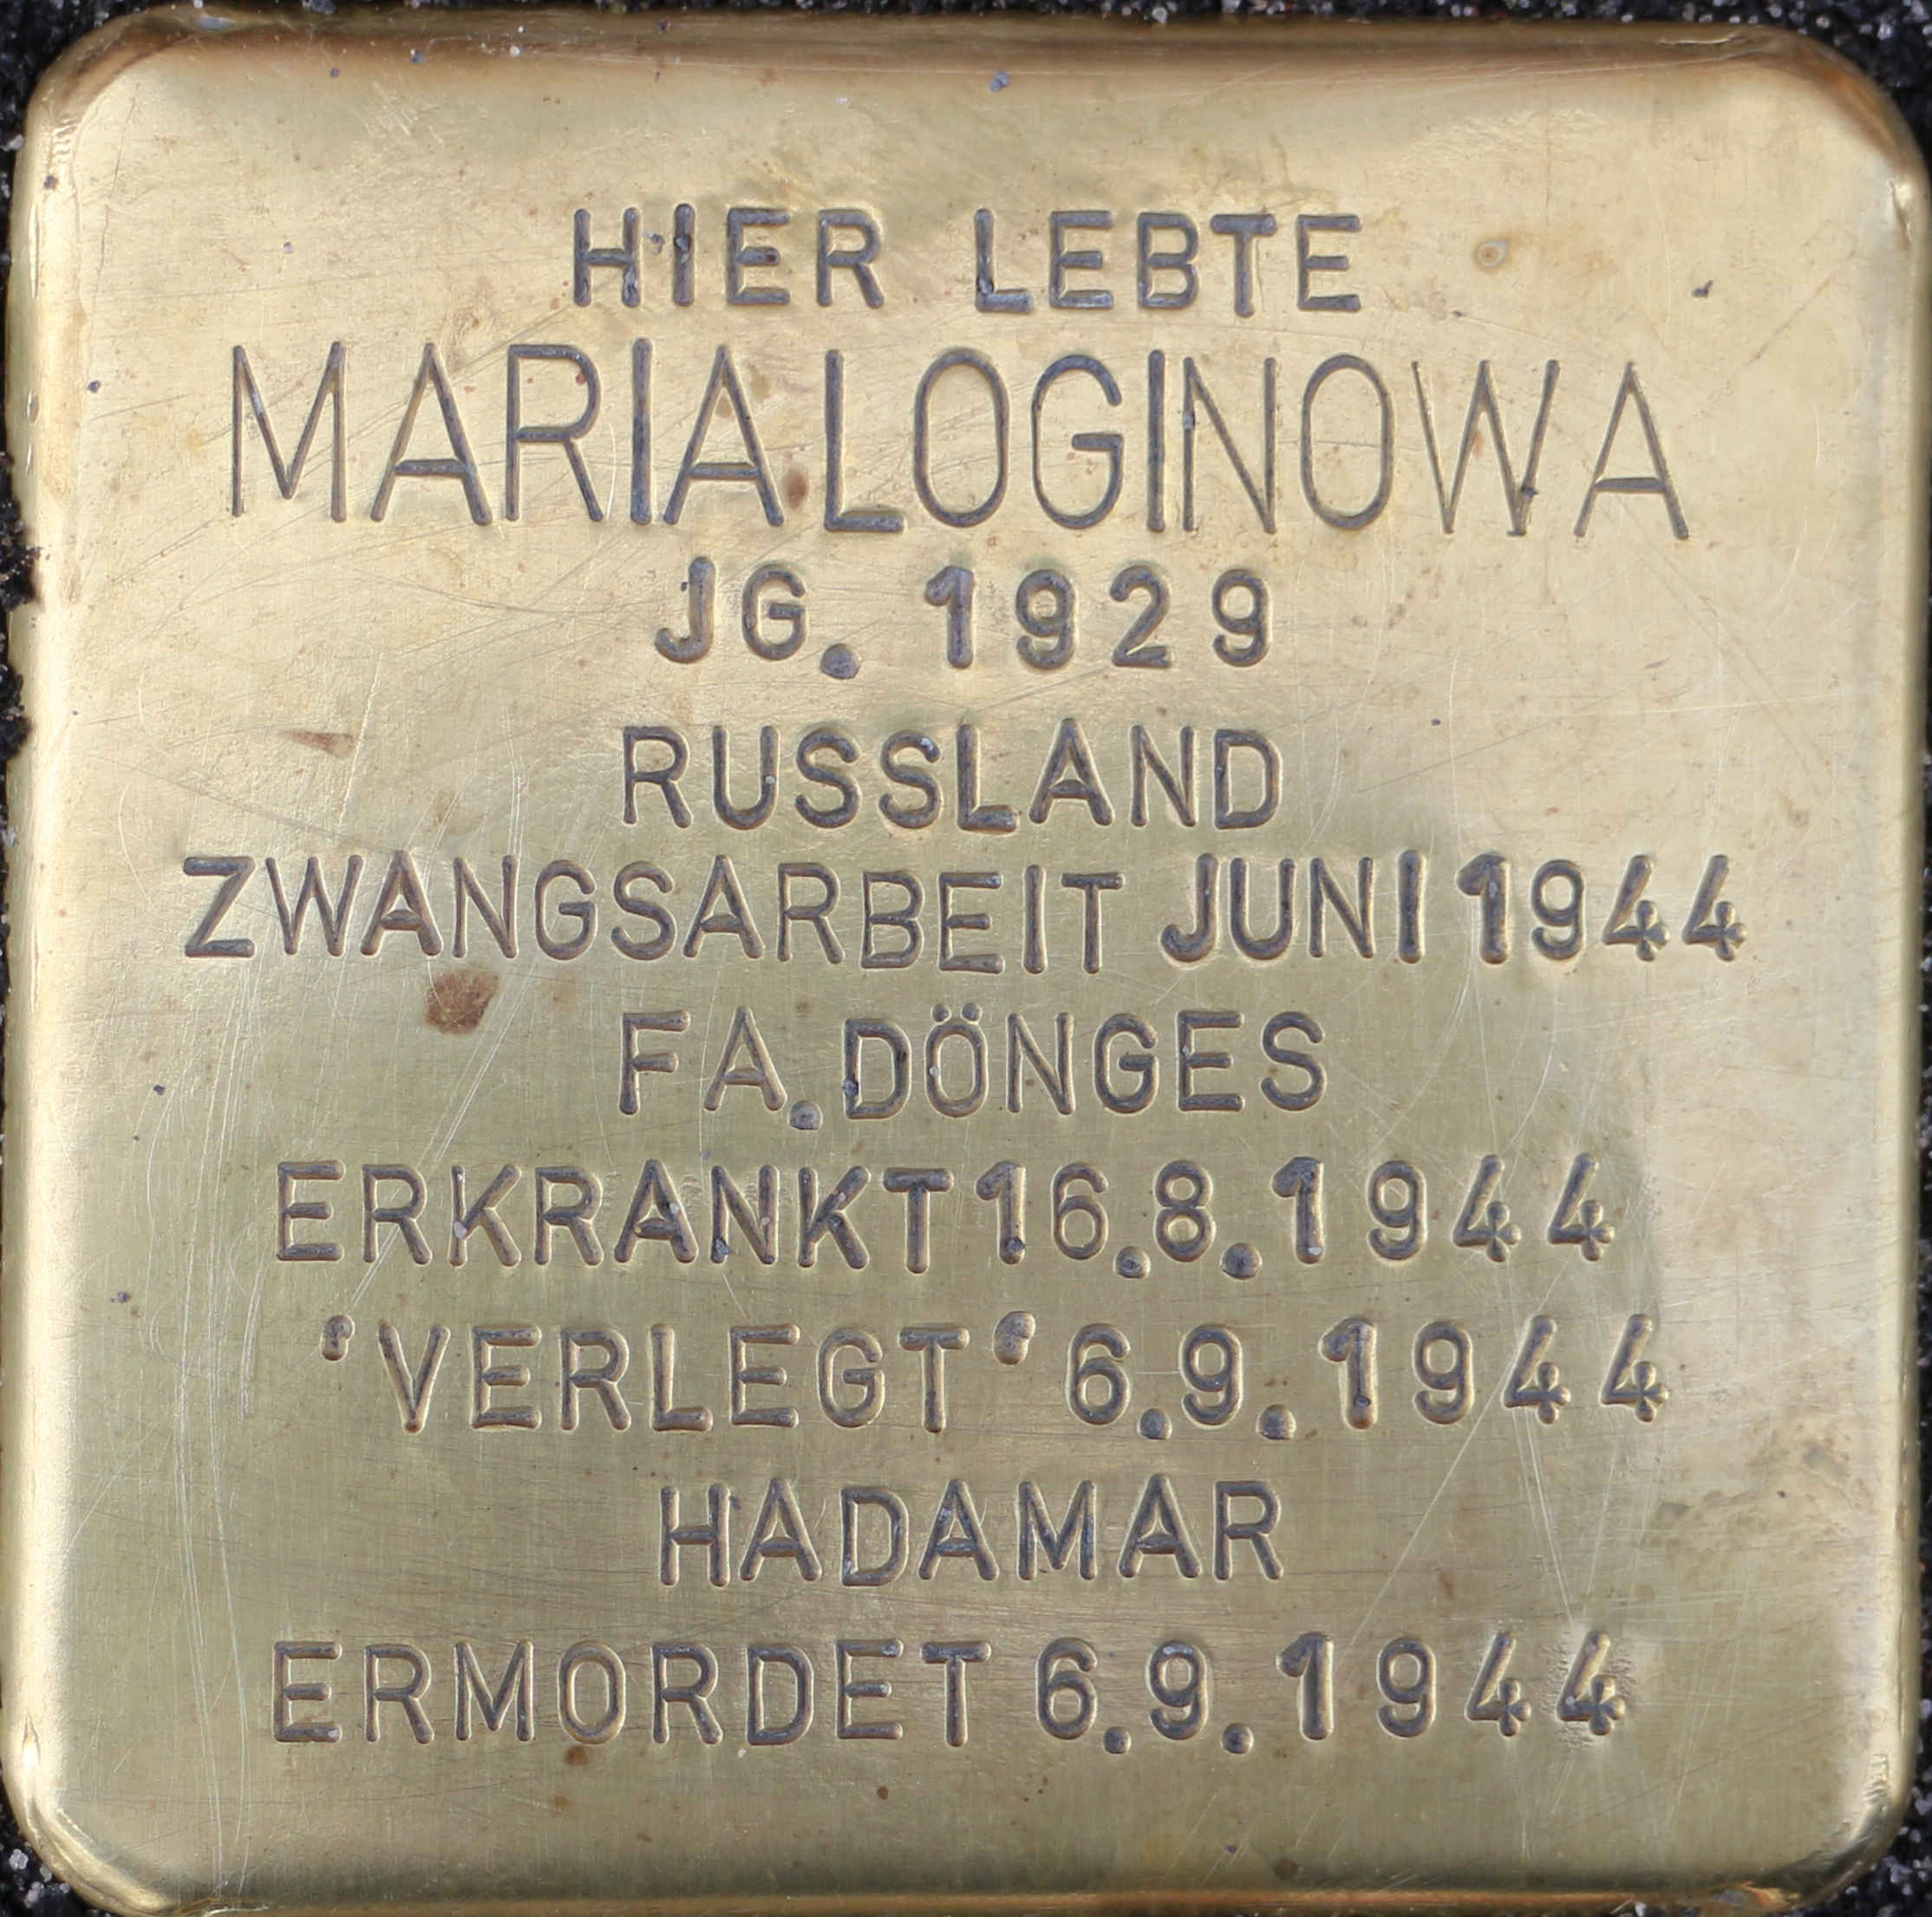 HIER LEBTE
MARIA LOGINOWA
JG. 1929
RUSSLAND
ZWANGSARBEIT JUNI 1944
FA. DÖNGES
ERKRANKT 16.8.1944
‘VERLEGT‘ 6.9.1944
HADAMAR
ERMORDET 6.9.1944